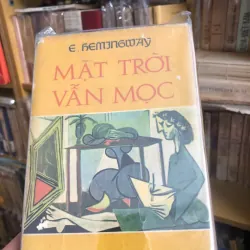 E HEMINGWAY
MẶT TRỜI
VẪN MỌC